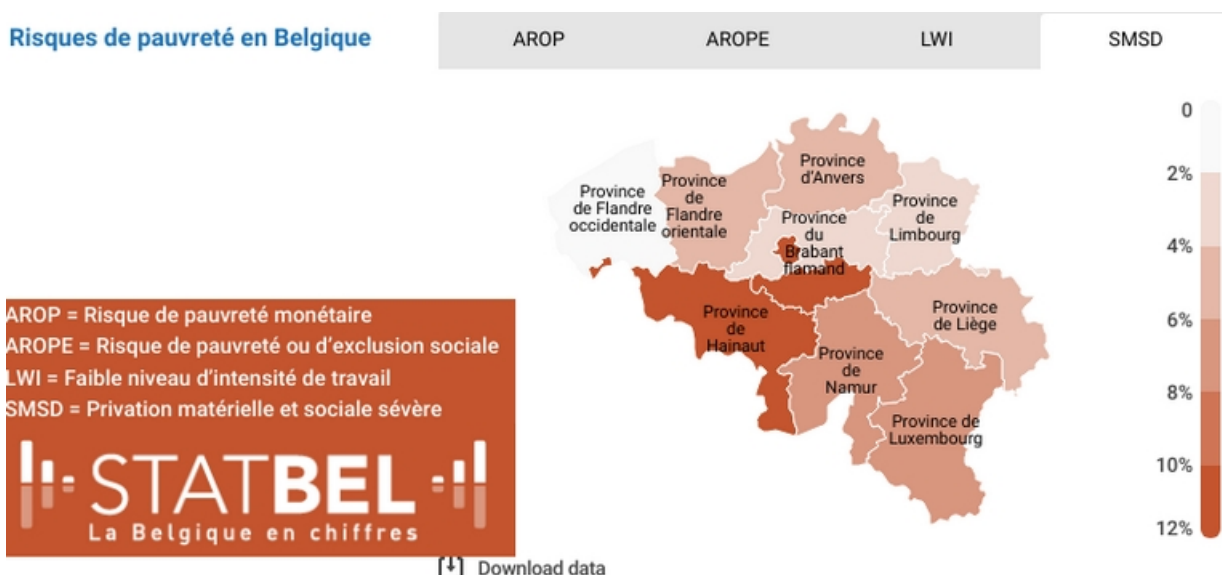 Risques de pauvreté en Belgique
AROP
AROPE
LWI
SMSD
0
2%
4%
6%
8%
10%
12%
Province
de Flandre
occidentale
Province
de
Flandre
orientale
Province
d'Anvers
Province
du
Brabant
flamand
Province
de
Limbourg
Province
de
Hainaut
Province
de
Namur
Province
de Liège
Province de
Luxembourg
AROP = Risque de pauvreté monétaire
AROPE = Risque de pauvreté ou d'exclusion sociale
LWI = Faible niveau d'intensité de travail
SMSD = Privation matérielle et sociale sévère
STATBEL
La Belgique en chiffres
Download data